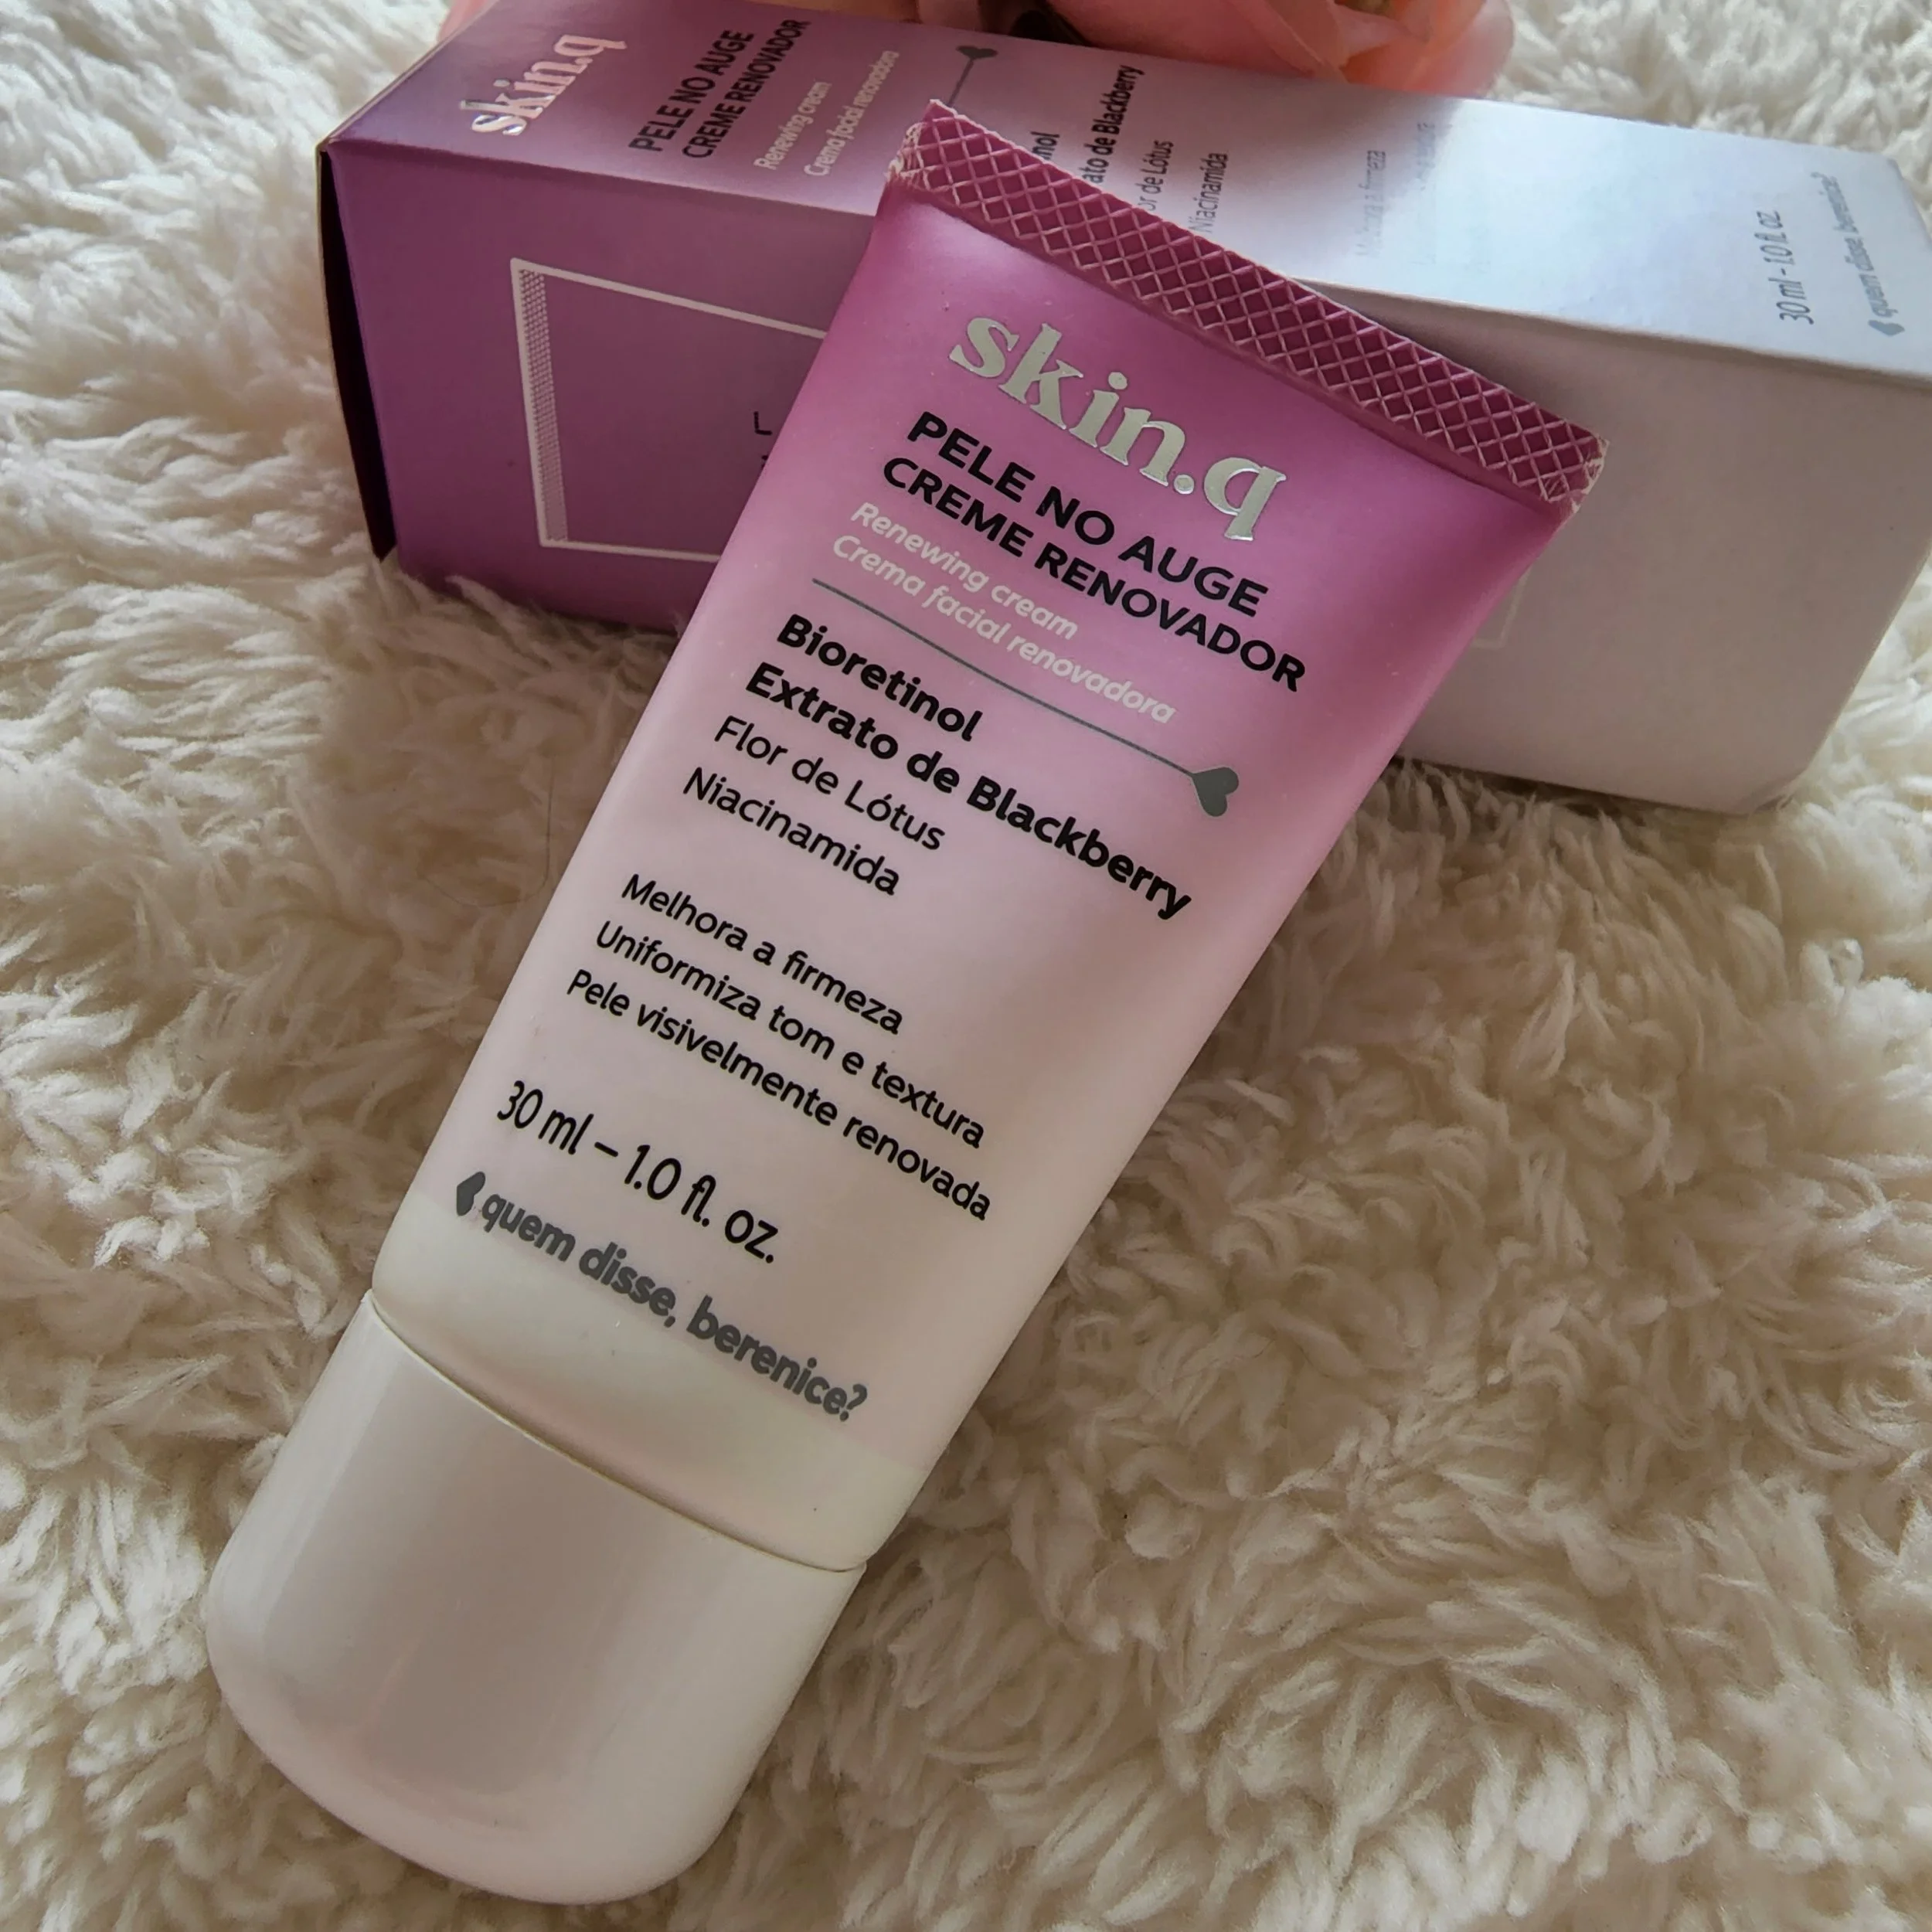 skin.q
PELE NO AUGE
CREME RENOVADOR
Renewing cream
Crema facial renovadora
ato de Blackberry
or de Lótus
Niacinamida
30 ml - 1.0 fl oz
quem disse berenice?
skin.q
PELE NO AUGE
CREME RENOVADOR
Renewing cream
Crema facial renovadora
Bioretinol
Extrato de Blackberry
Flor de Lótus
Niacinamida
Melhora a firmeza
Uniformiza tom e textura
Pele visivelmente renovada
30 ml – 1.0 fl. oz.
quem disse, berenice?